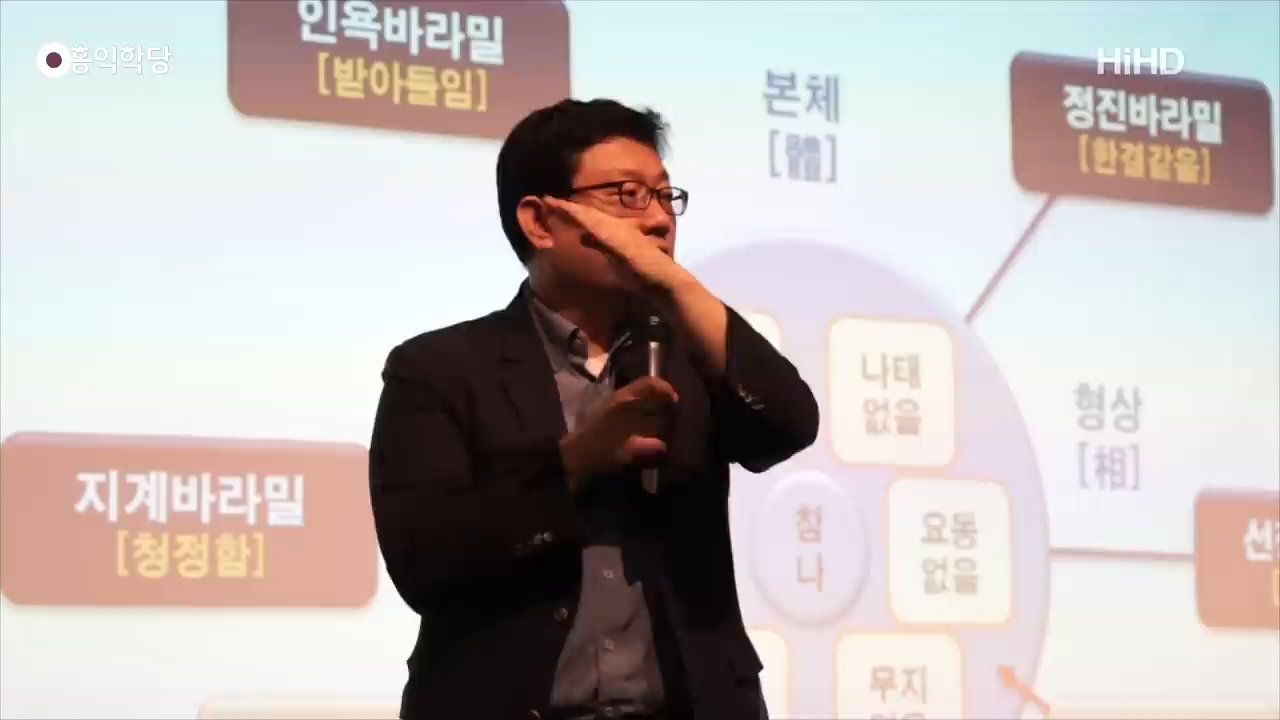 인욕바라밀
[받아들임]
홍익학당
HiHD
본체
[體]
정진바라밀
[한결같음]
나태
없음
형상
[相]
지계바라밀
[청정함]
참
나
요동
없음
무지